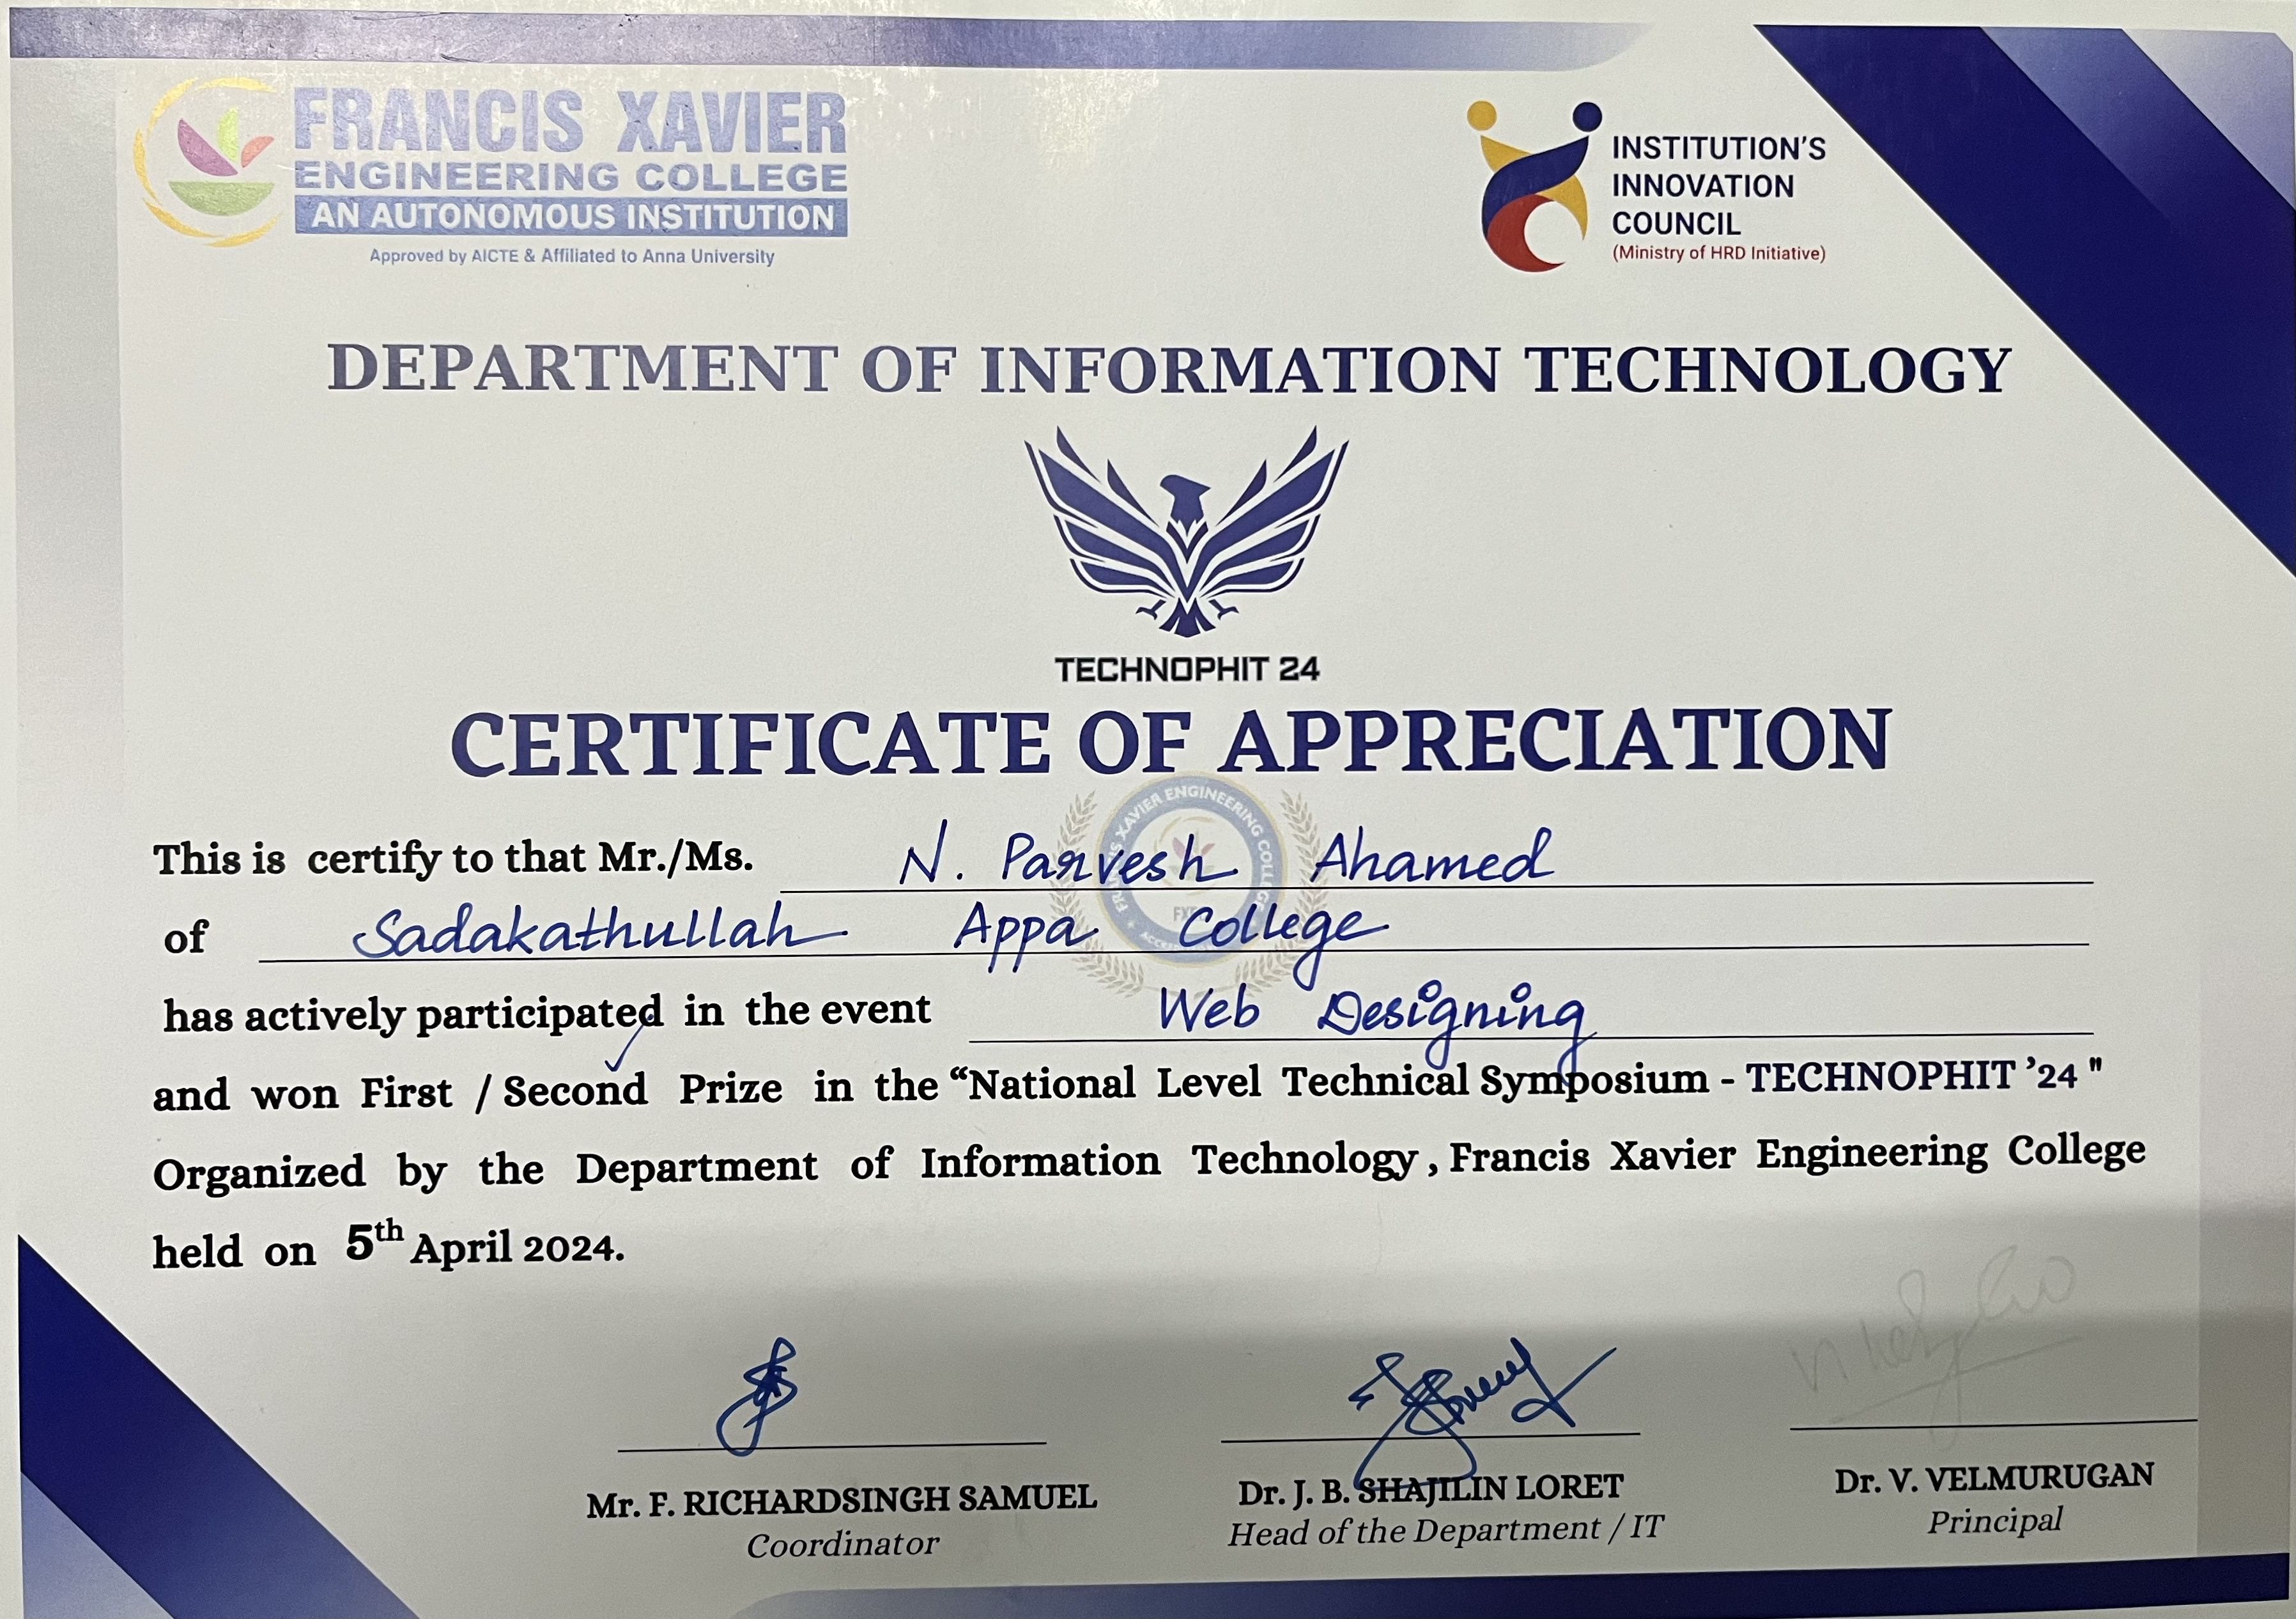 FRANCIS XAVIER
ENGINEERING COLLEGE
AN AUTONOMOUS INSTITUTION
Approved by AICTE & Affiliated to Anna University
INSTITUTION'S
INNOVATION
COUNCIL
(Ministry of HRD Initiative)
DEPARTMENT OF INFORMATION TECHNOLOGY
TECHNOPHIT 24
CERTIFICATE OF APPRECIATION
FRANCIS XAVIER ENGINEERING COLLEGE
This is certify to that Mr./Ms. N. Parvesh Ahamed
of Sadakathullah Appa College
has actively participated in the event Web Designing
and won First / Second Prize in the “National Level Technical Symposium - TECHNOPHIT ’24 "
Organized by the Department of Information Technology, Francis Xavier Engineering College
held on 5th April 2024.
Mr. F. RICHARDSINGH SAMUEL
Coordinator
Dr. J. B. SHAJILIN LORET
Head of the Department / IT
Dr. V. VELMURUGAN
Principal